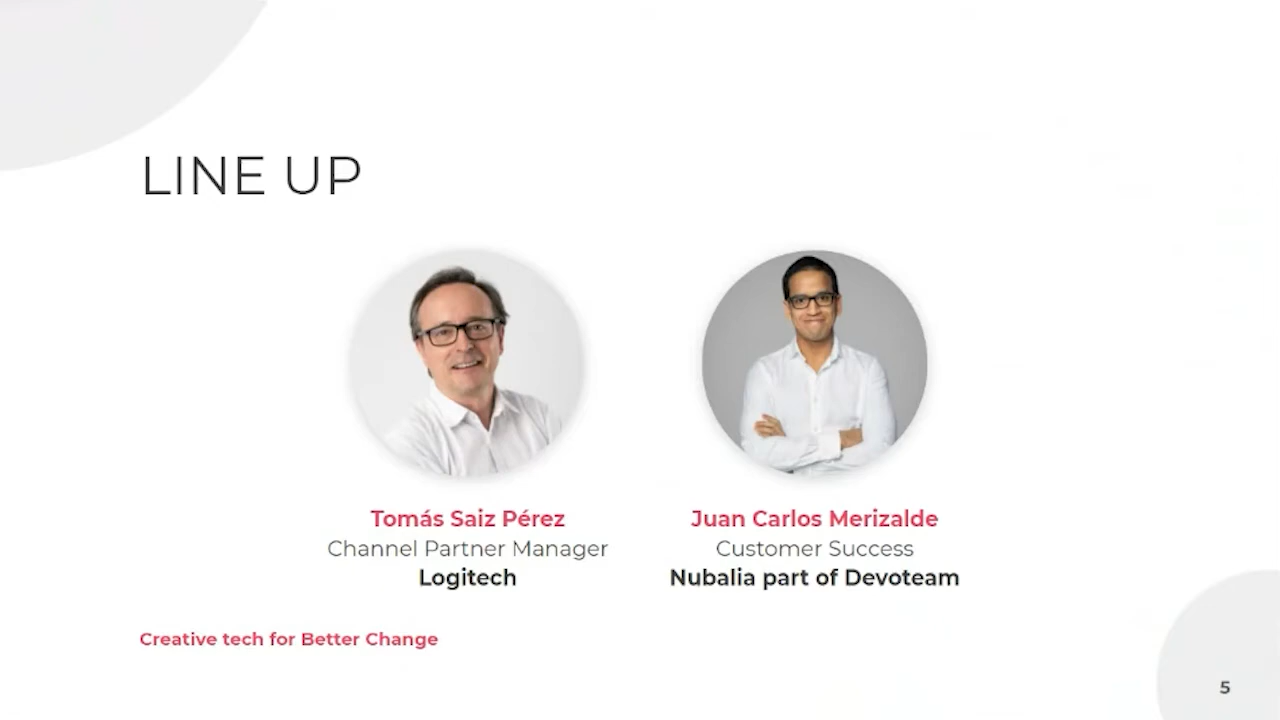 LINE UP
Tomás Saiz Pérez
Channel Partner Manager
Logitech
Juan Carlos Merizalde
Customer Success
Nubalia part of Devoteam
Creative tech for Better Change
5